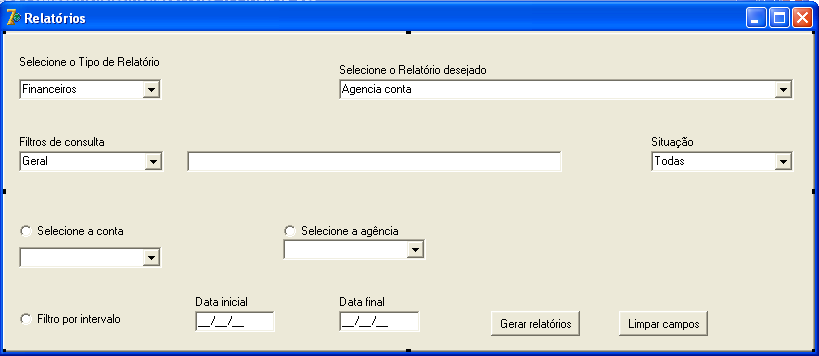 Relatórios
Selecione o Tipo de Relatório
Selecione o Relatório desejado
Financeiros
Agencia conta
Filtros de consulta
Situação
Geral
Todas
Selecione a conta
Selecione a agência
Data inicial
Data final
Filtro por intervalo
__/__/__
__/__/__
Gerar relatórios
Limpar campos